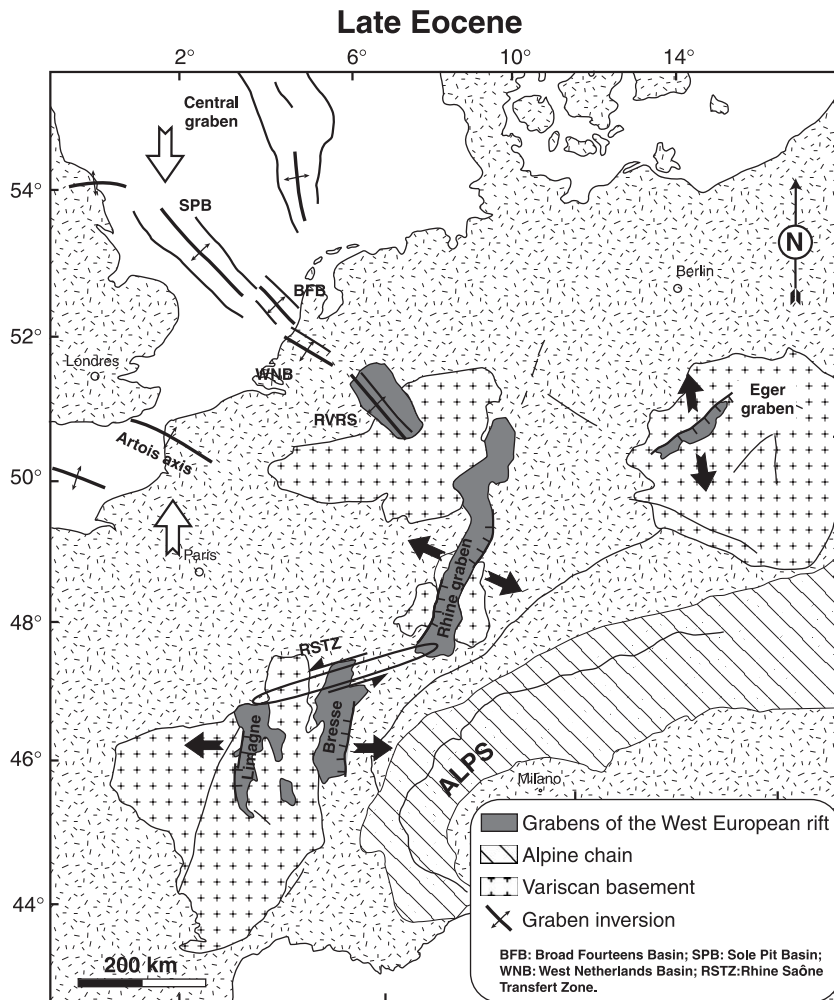 Late Eocene
2° 6° 10° 14°
Central
graben
54°
SPB
N
BFB
Berlin
52°
WNB
Londres
RVRS
Eger
graben
Artois axis
50°
Paris
Rhine graben
48°
RSTZ
Limagne
Bresse
46°
ALPS
Milano
44°
200 km
Grabens of the West European rift
Alpine chain
Variscan basement
Graben inversion
BFB: Broad Fourteens Basin; SPB: Sole Pit Basin;
WNB: West Netherlands Basin; RSTZ:Rhine Saône
Transfert Zone.